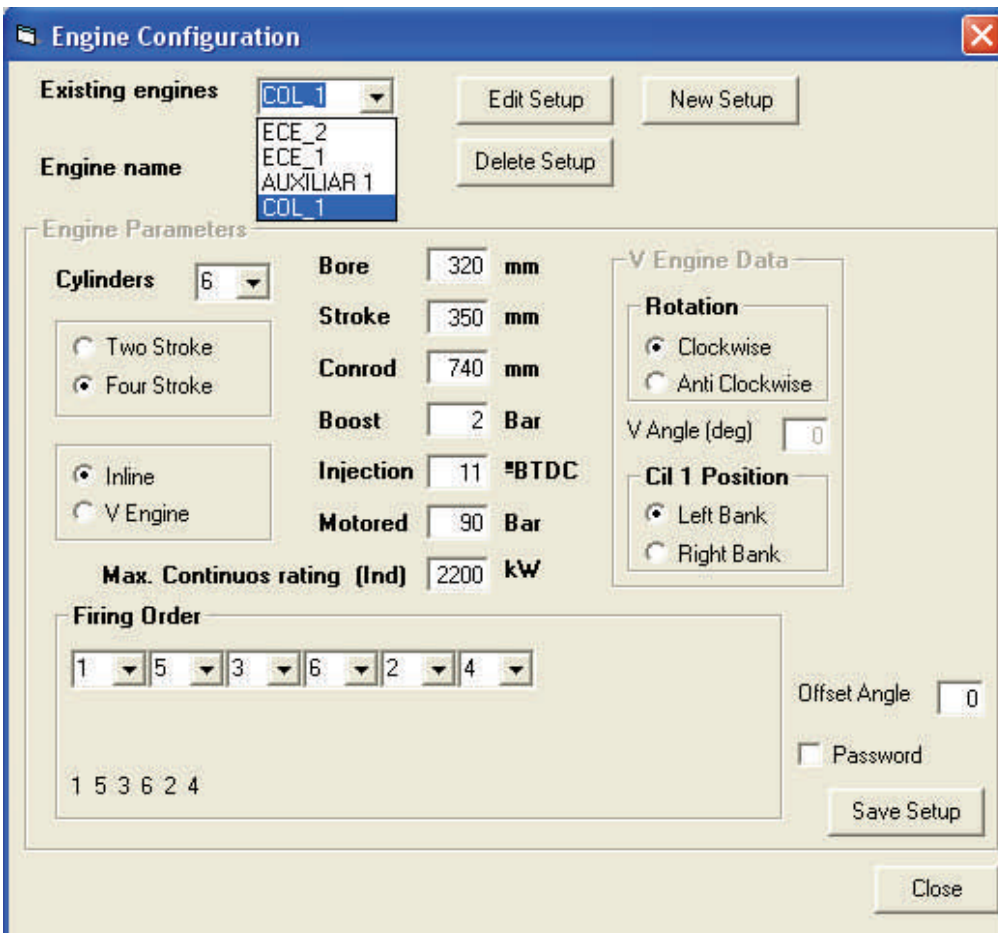 Engine Configuration
Existing engines COL_1 Edit Setup New Setup
ECE_2
ECE_1
AUXILIAR 1
COL_1
Engine name Delete Setup
Engine Parameters
Cylinders 6
Two Stroke
Four Stroke
Inline
V Engine
Bore 320 mm
Stroke 350 mm
Conrod 740 mm
Boost 2 Bar
Injection 11 ºBTDC
Motored 90 Bar
Max. Continuos rating (Ind) 2200 kW
V Engine Data
Rotation
Clockwise
Anti Clockwise
V Angle (deg) 0
Cil 1 Position
Left Bank
Right Bank
Firing Order
1 5 3 6 2 4
1 5 3 6 2 4
Offset Angle 0
Password
Save Setup
Close